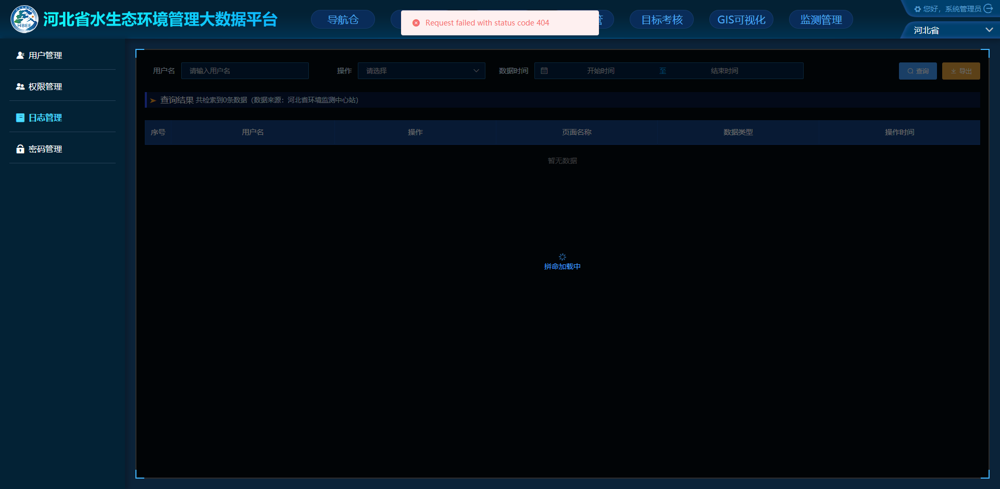 河北省水生态环境管理大数据平台
导航仓
管
目标考核
GIS可视化
监测管理
Request failed with status code 404
您好，系统管理员
河北省
用户管理
权限管理
日志管理
密码管理
用户名 请输入用户名 操作 请选择 数据时间 开始时间 至 结束时间 查询 导出
查询结果 共检索到0条数据（数据来源：河北省环境监测中心站）
序号 用户名 操作 页面名称 数据类型 操作时间
暂无数据
拼命加载中
HBEE